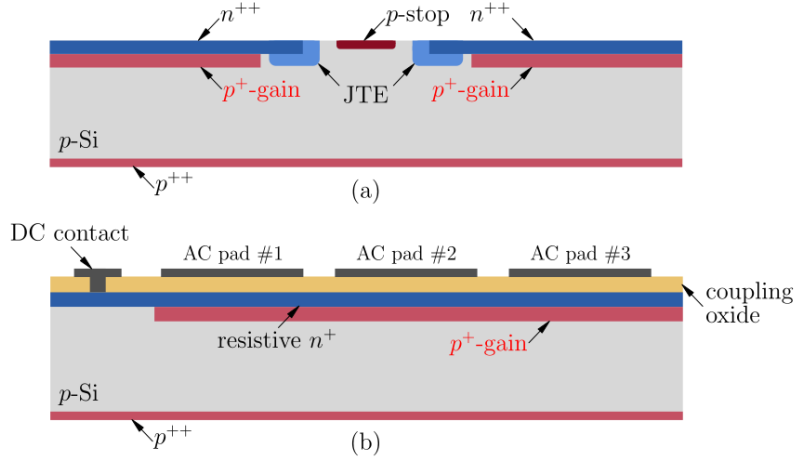 n++ p-stop n++
p+-gain JTE p+-gain
p-Si
p++
(a)
DC contact
AC pad #1 AC pad #2 AC pad #3
coupling
oxide
resistive n+
p+-gain
p-Si
p++
(b)